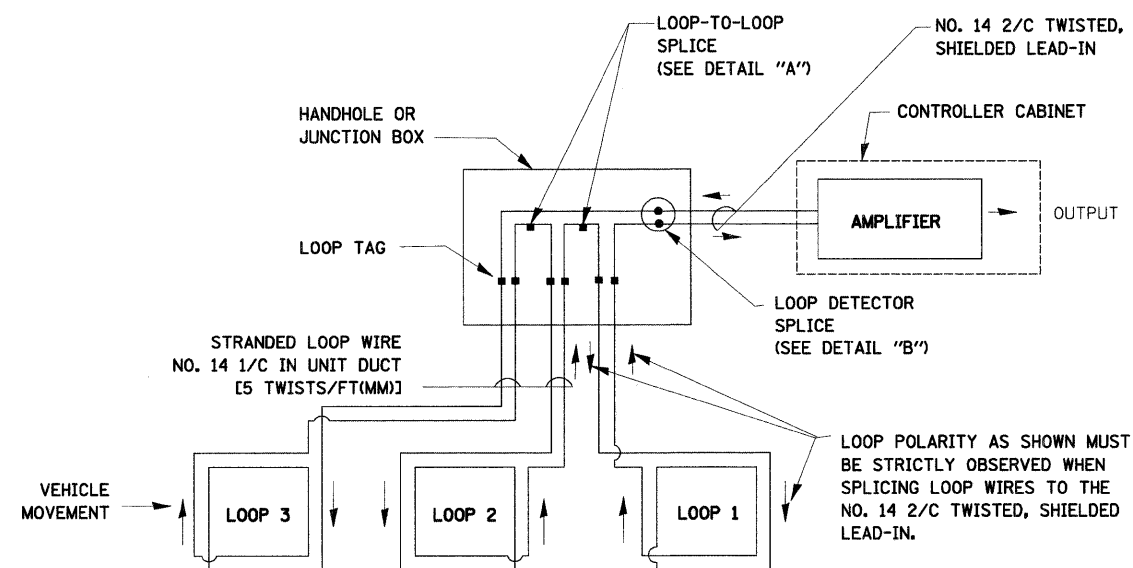 LOOP-TO-LOOP
SPLICE
(SEE DETAIL "A")
NO. 14 2/C TWISTED,
SHIELDED LEAD-IN
HANDHOLE OR
JUNCTION BOX
CONTROLLER CABINET
AMPLIFIER
OUTPUT
LOOP TAG
LOOP DETECTOR
SPLICE
(SEE DETAIL "B")
STRANDED LOOP WIRE
NO. 14 1/C IN UNIT DUCT
[5 TWISTS/FT(MM)]
LOOP POLARITY AS SHOWN MUST
BE STRICTLY OBSERVED WHEN
SPLICING LOOP WIRES TO THE
NO. 14 2/C TWISTED, SHIELDED
LEAD-IN.
VEHICLE
MOVEMENT
LOOP 3
LOOP 2
LOOP 1